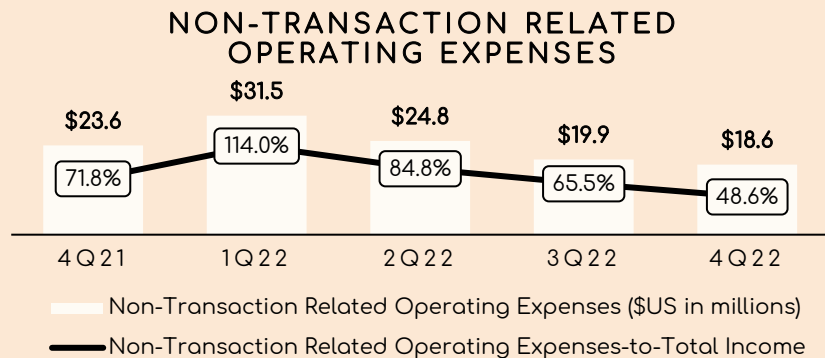 NON-TRANSACTION RELATED
OPERATING EXPENSES
$23.6
$31.5
$24.8
$19.9
$18.6
71.8%
114.0%
84.8%
65.5%
48.6%
4Q21
1Q22
2Q22
3Q22
4Q22
Non-Transaction Related Operating Expenses ($US in millions)
Non-Transaction Related Operating Expenses-to-Total Income